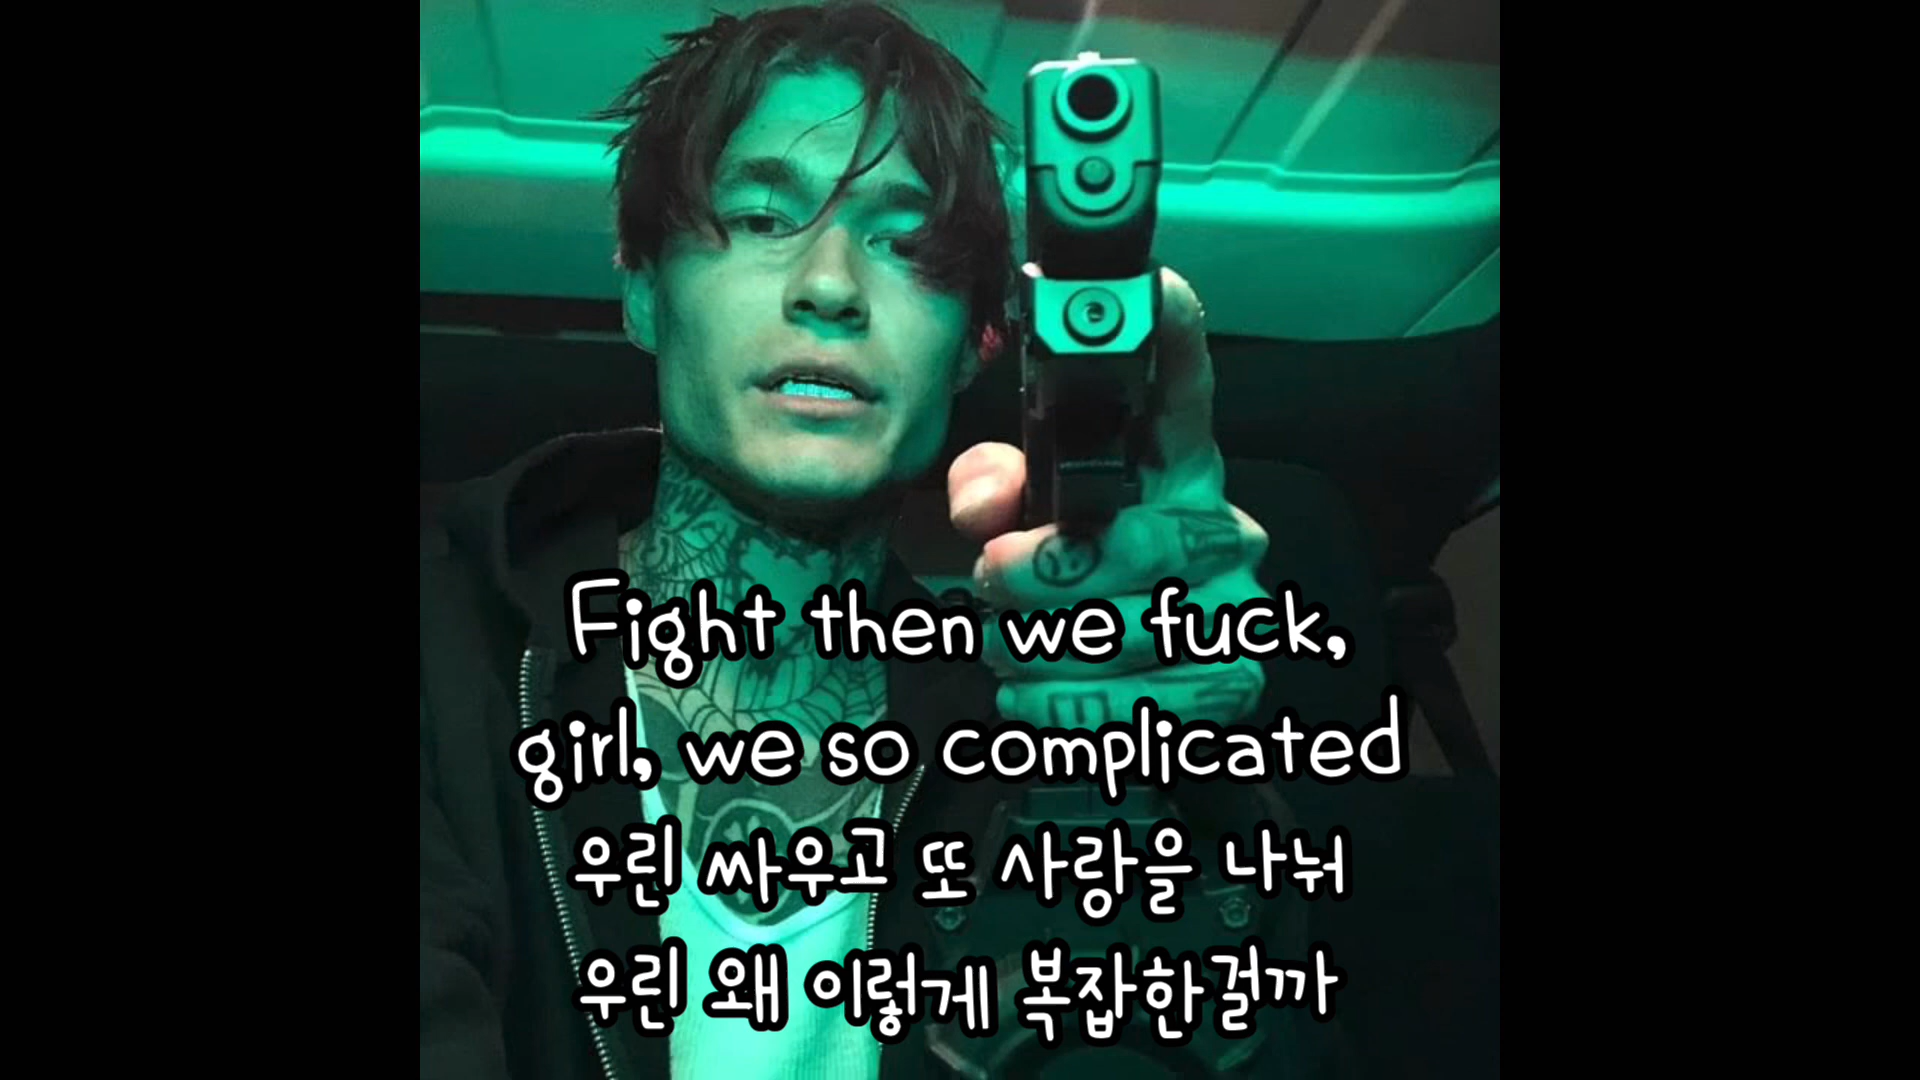 Fight then we fuck,
girl, we so complicated
우린 싸우고 또 사랑을 나눠
우린 왜 이렇게 복잡한걸까